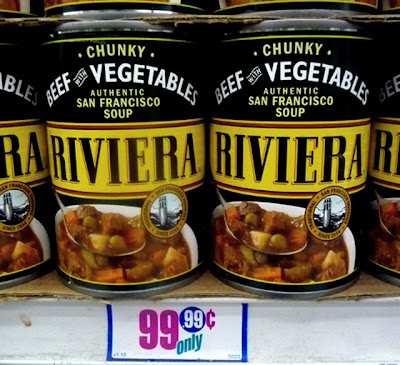 · CHUNKY ·
BEEF WITH VEGETABLES
AUTHENTIC
SAN FRANCISCO
SOUP
RIVIERA
· CHUNKY ·
BEEF WITH VEGETABLES
AUTHENTIC
SAN FRANCISCO
SOUP
RIVIERA
99 .99¢
only